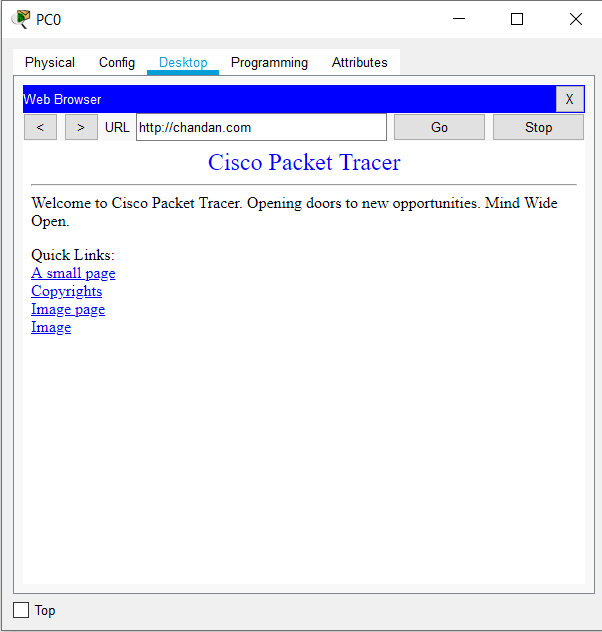 PC0
Physical Config Desktop Programming Attributes
Web Browser X
< > URL http://chandan.com Go Stop
Cisco Packet Tracer
Welcome to Cisco Packet Tracer. Opening doors to new opportunities. Mind Wide
Open.
Quick Links:
A small page
Copyrights
Image page
Image
Top